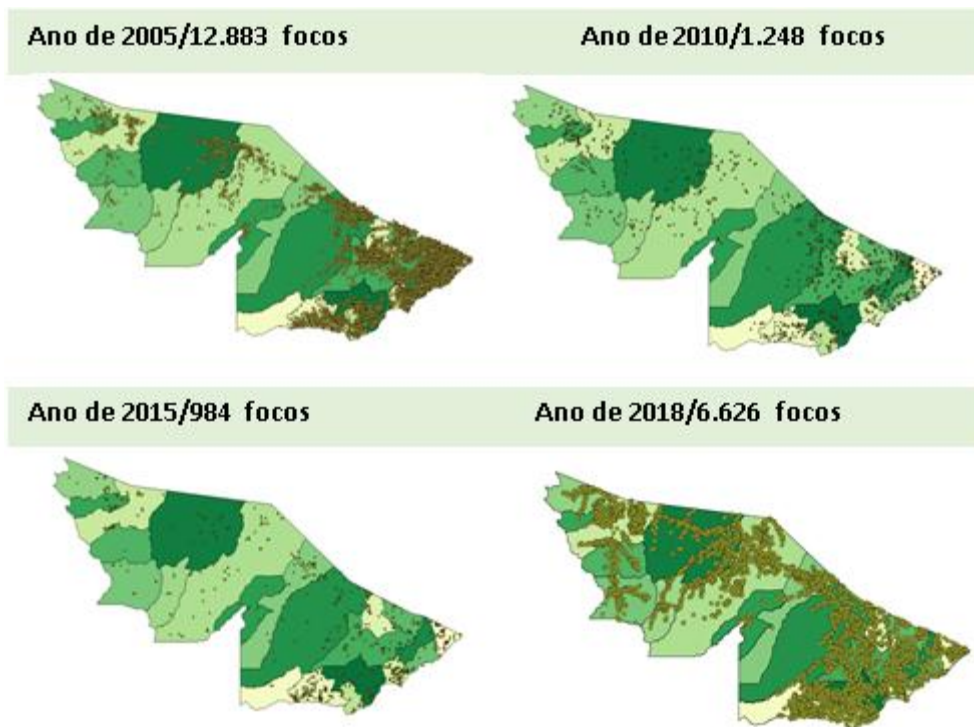 Ano de 2005/12.883 focos
Ano de 2010/1.248 focos
Ano de 2015/984 focos
Ano de 2018/6.626 focos